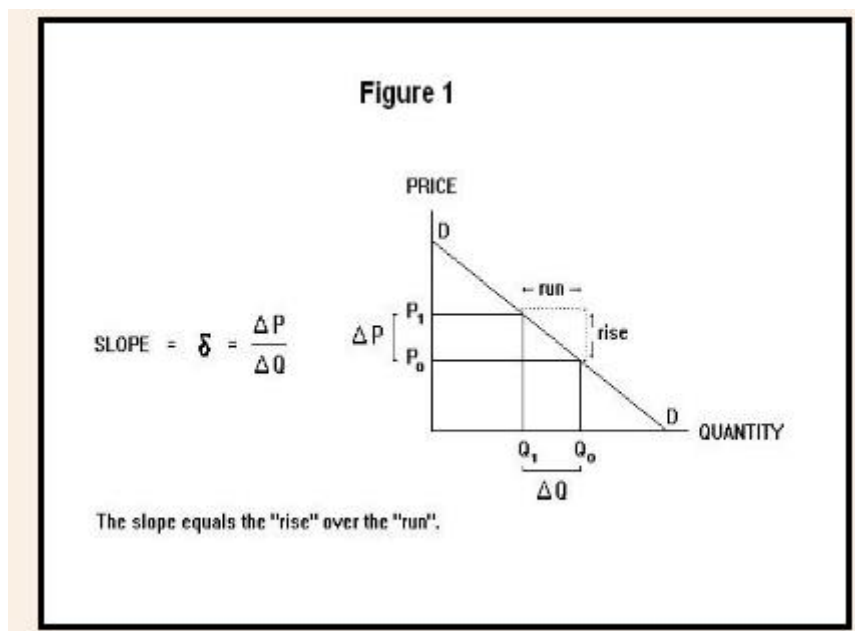 Figure 1
PRICE
D
← run →
P₁
ΔP
rise
SLOPE = δ = ΔP / ΔQ
P₀
D
QUANTITY
Q₁ Q₀
ΔQ
The slope equals the "rise" over the "run".